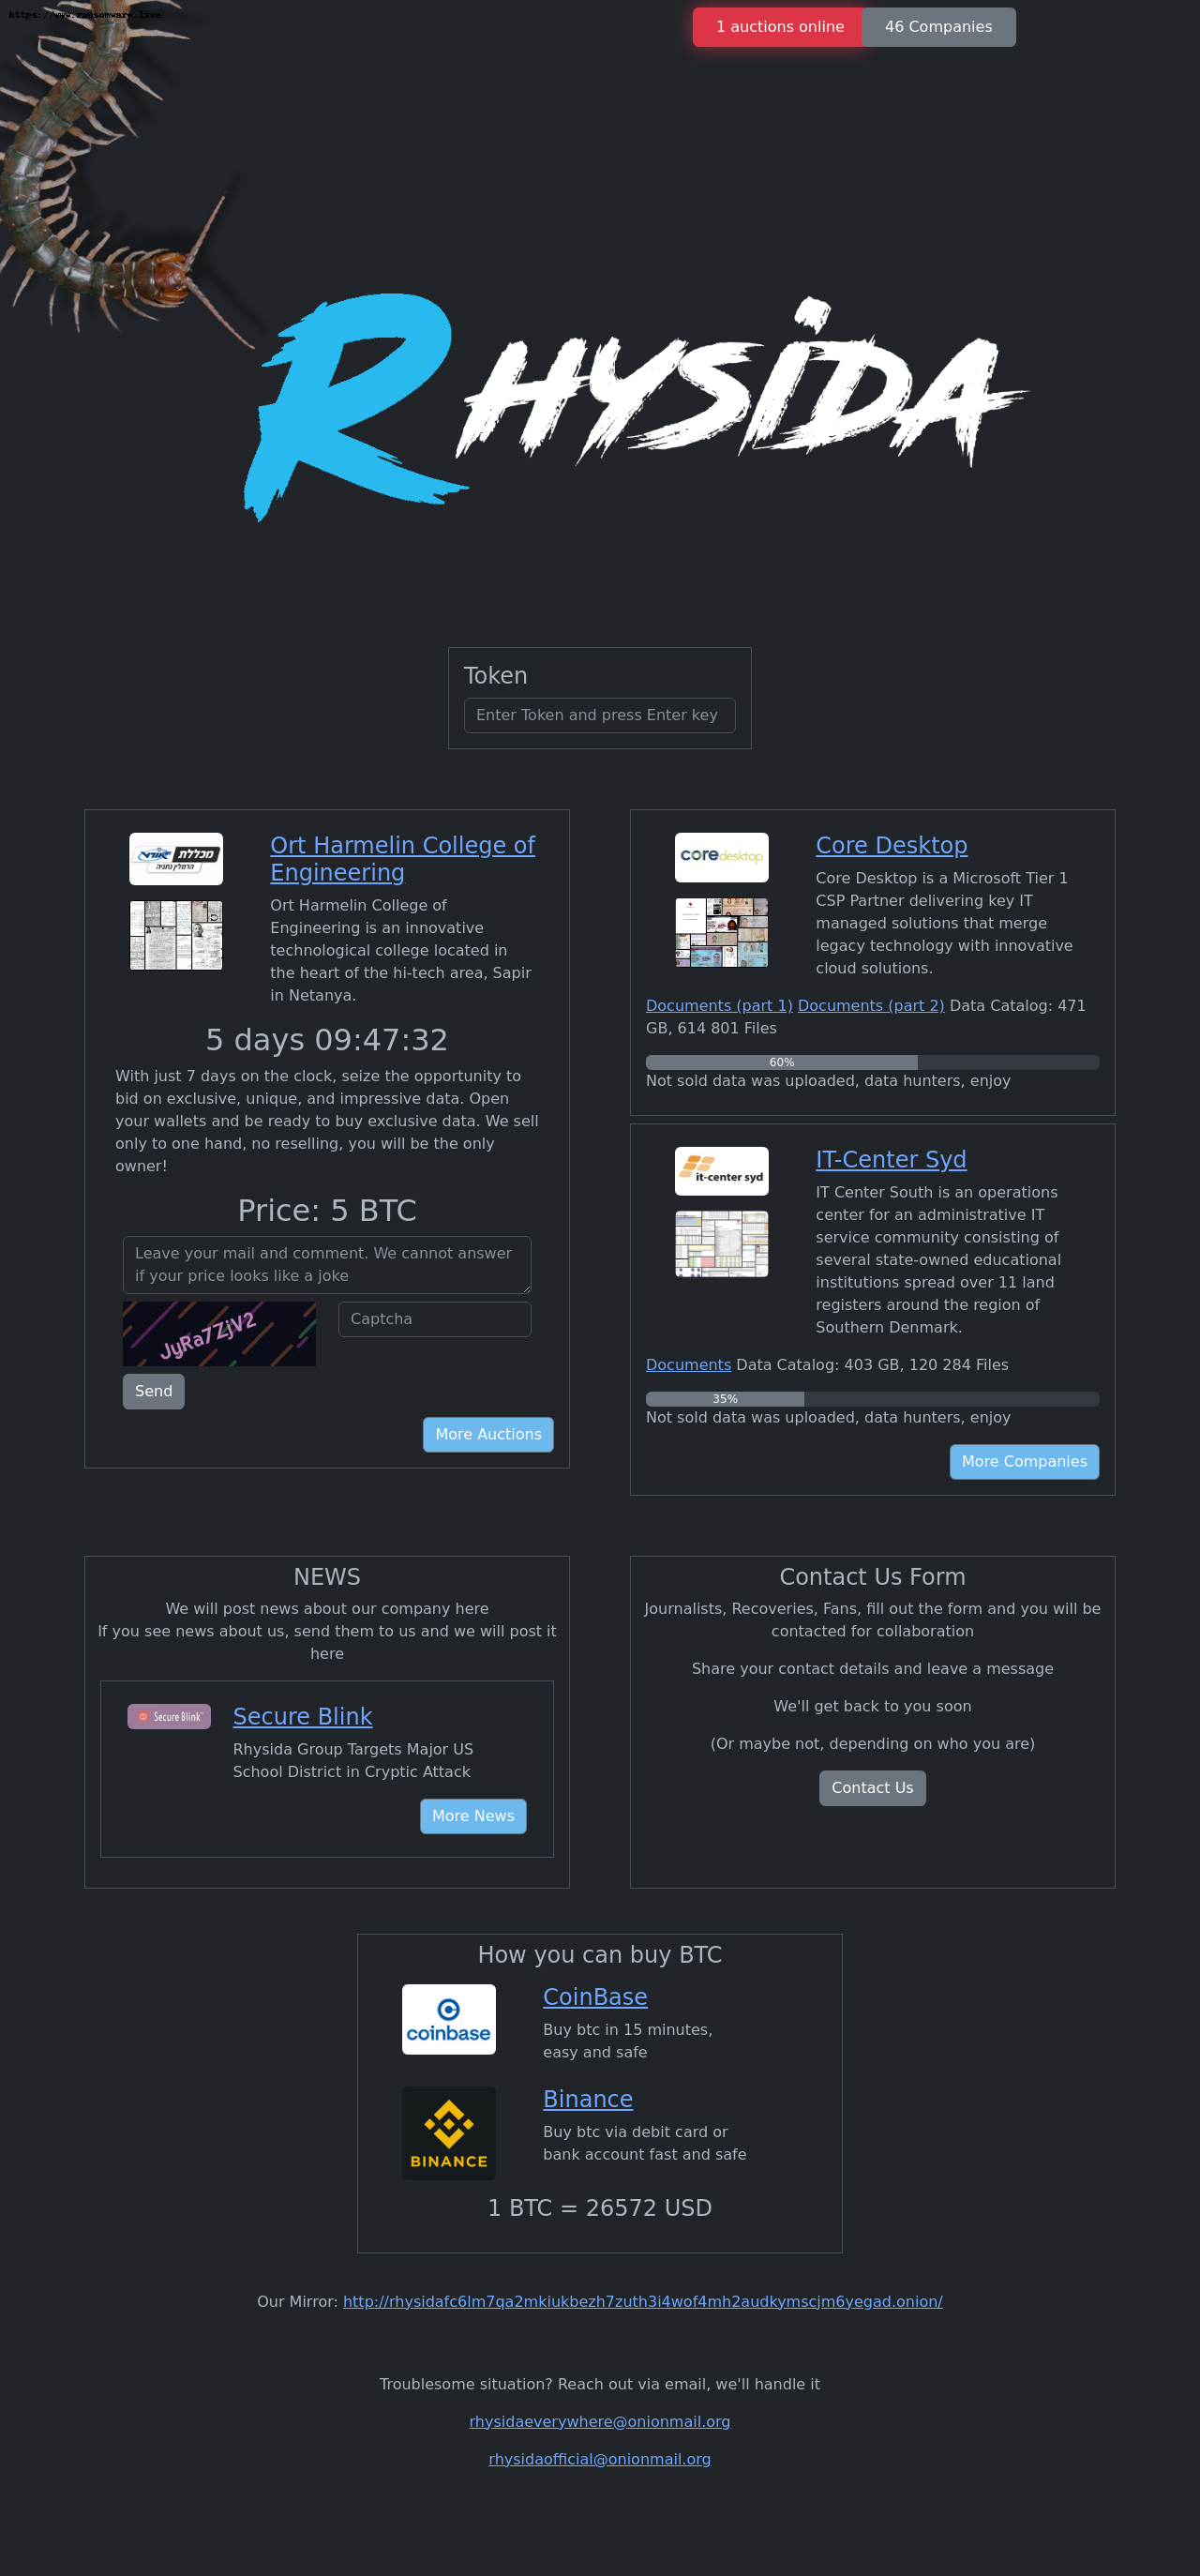 https://www.ransomware.live
1 auctions online
46 Companies
RHYSIDA
Token
Enter Token and press Enter key
מכללת אורט
הרמלין נתניה
Ort Harmelin College of
Engineering
Ort Harmelin College of
Engineering is an innovative
technological college located in
the heart of the hi-tech area, Sapir
in Netanya.
5 days 09:47:32
With just 7 days on the clock, seize the opportunity to
bid on exclusive, unique, and impressive data. Open
your wallets and be ready to buy exclusive data. We sell
only to one hand, no reselling, you will be the only
owner!
Price: 5 BTC
Leave your mail and comment. We cannot answer
if your price looks like a joke
JyRa7ZjV2
Captcha
Send
More Auctions
core desktop
Core Desktop
Core Desktop is a Microsoft Tier 1
CSP Partner delivering key IT
managed solutions that merge
legacy technology with innovative
cloud solutions.
Documents (part 1) Documents (part 2) Data Catalog: 471
GB, 614 801 Files
60%
Not sold data was uploaded, data hunters, enjoy
it-center syd
IT-Center Syd
IT Center South is an operations
center for an administrative IT
service community consisting of
several state-owned educational
institutions spread over 11 land
registers around the region of
Southern Denmark.
Documents Data Catalog: 403 GB, 120 284 Files
35%
Not sold data was uploaded, data hunters, enjoy
More Companies
NEWS
We will post news about our company here
If you see news about us, send them to us and we will post it
here
Secure Blink
Secure Blink
Rhysida Group Targets Major US
School District in Cryptic Attack
More News
Contact Us Form
Journalists, Recoveries, Fans, fill out the form and you will be
contacted for collaboration
Share your contact details and leave a message
We'll get back to you soon
(Or maybe not, depending on who you are)
Contact Us
How you can buy BTC
coinbase
CoinBase
Buy btc in 15 minutes,
easy and safe
BINANCE
Binance
Buy btc via debit card or
bank account fast and safe
1 BTC = 26572 USD
Our Mirror: http://rhysidafc6lm7qa2mkiukbezh7zuth3i4wof4mh2audkymscjm6yegad.onion/
Troublesome situation? Reach out via email, we'll handle it
rhysidaeverywhere@onionmail.org
rhysidaofficial@onionmail.org